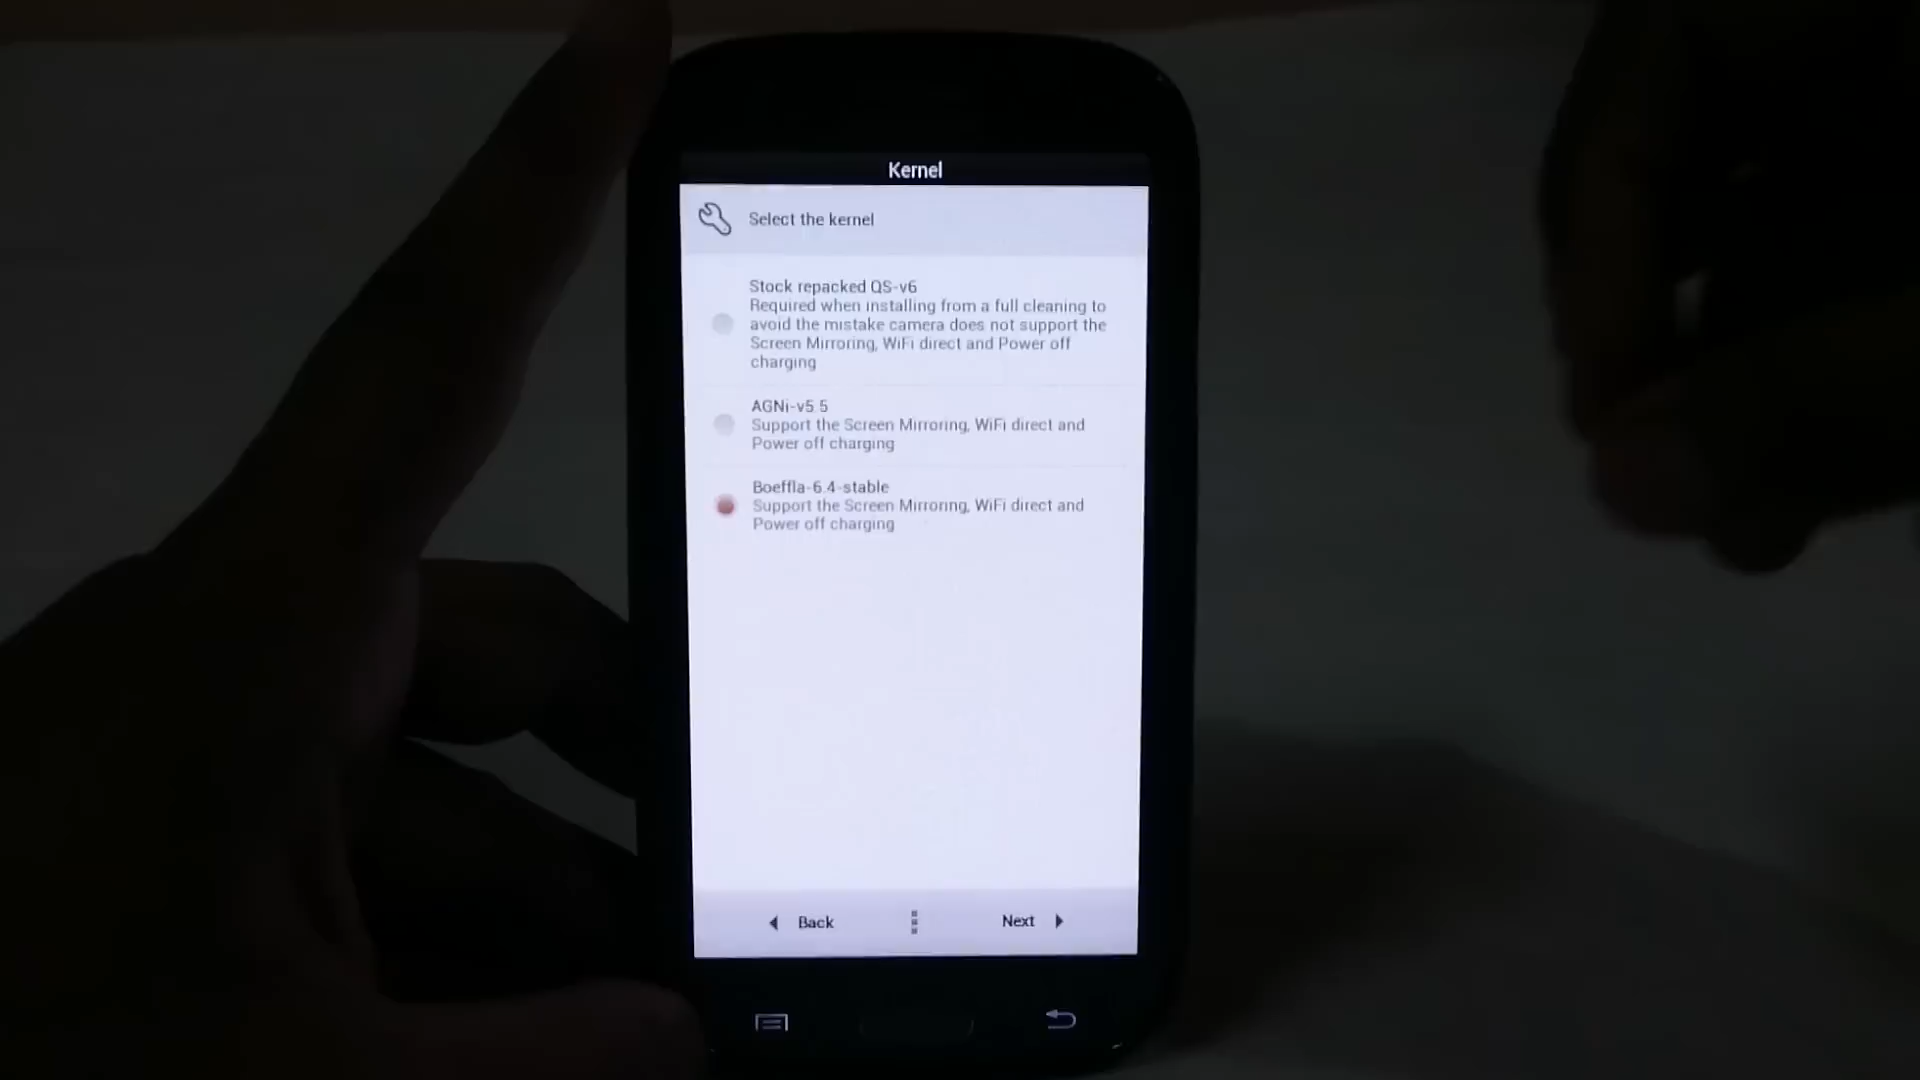 Kernel
Select the kernel
Stock repacked QS-v6
Required when installing from a full cleaning to
avoid the mistake camera does not support the
Screen Mirroring, WiFi direct and Power off
charging
AGNi-v5.5
Support the Screen Mirroring, WiFi direct and
Power off charging
Boeffla-6.4-stable
Support the Screen Mirroring, WiFi direct and
Power off charging
Back
Next